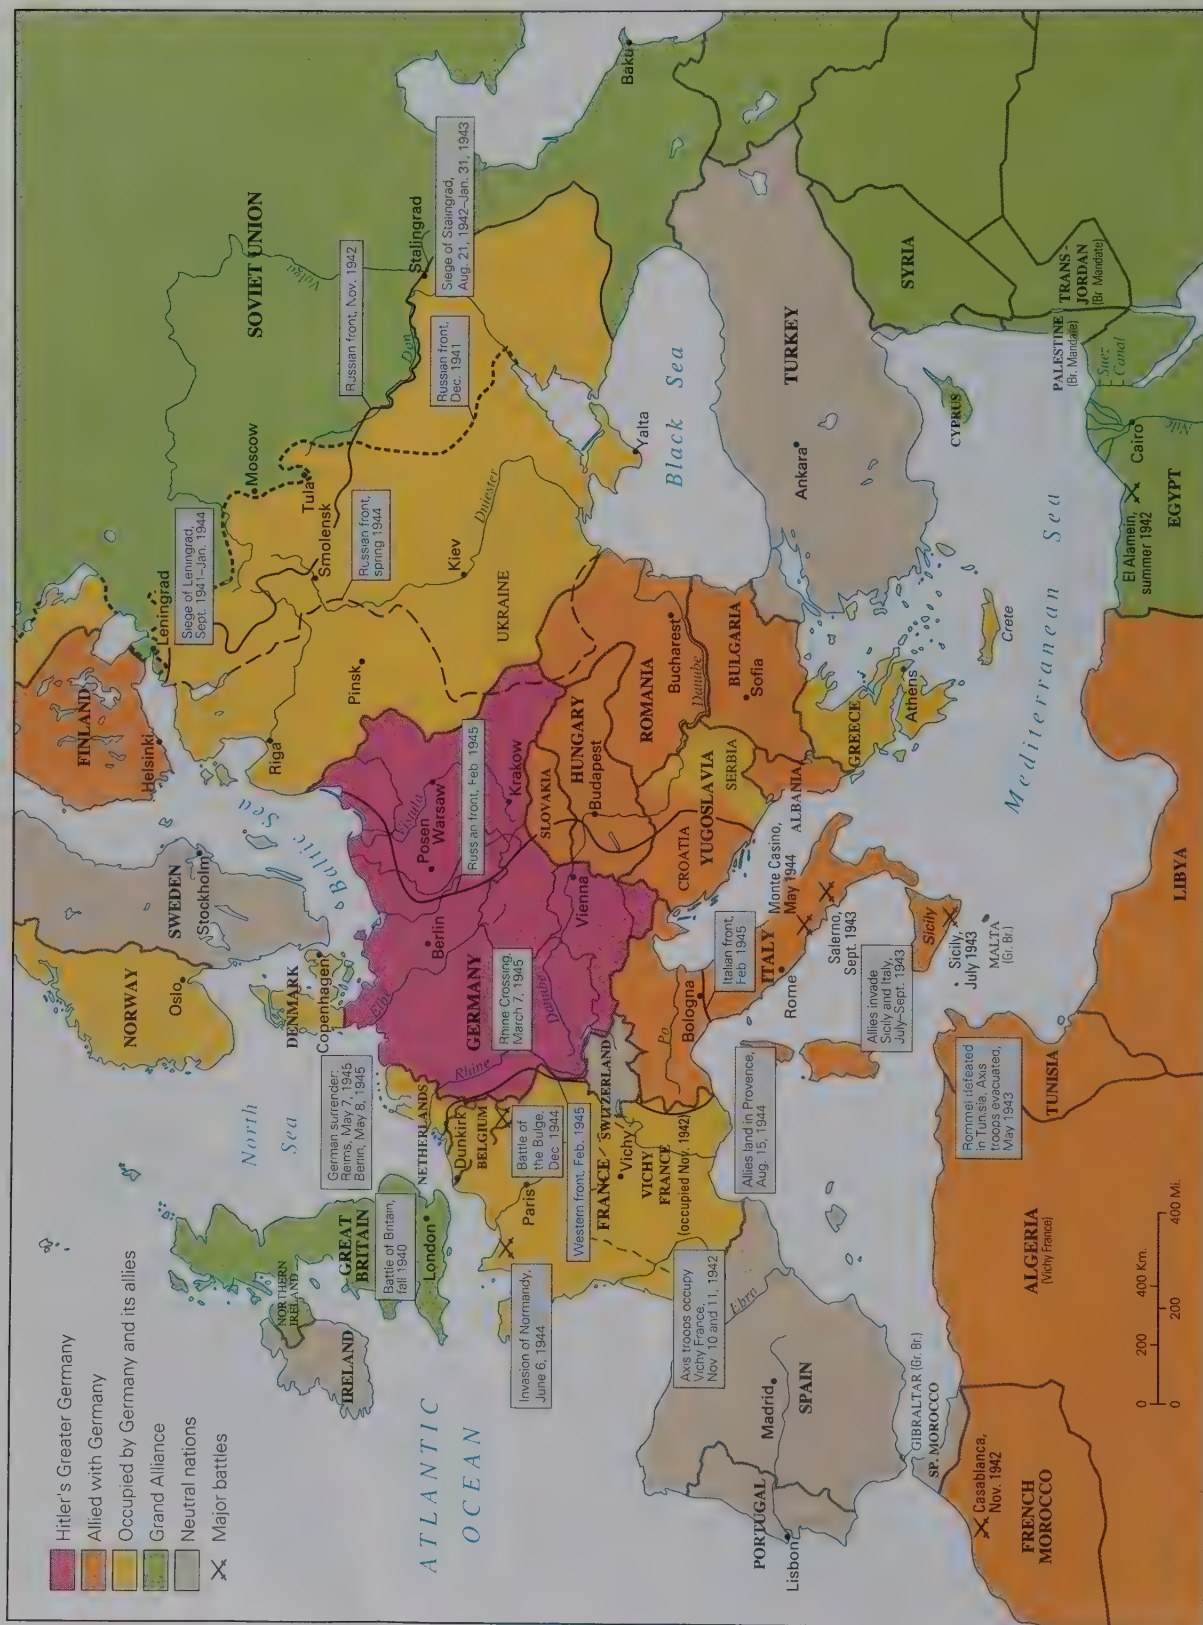 Hitler's Greater Germany
Allied with Germany
Occupied by Germany and its allies
Grand Alliance
Neutral nations
Major battles
ATLANTIC
OCEAN
North
Sea
Baltic Sea
NORWAY
Oslo
SWEDEN
Stockholm
FINLAND
Helsinki
Leningrad
Siege of Leningrad,
Sept. 1941–Jan. 1944
SOVIET UNION
Volga
Moscow
Tula
Smolensk
Russian front, Nov. 1942
Don
Stalingrad
Siege of Stalingrad,
Aug. 21, 1942–Jan. 31, 1943
Russian front,
Dec. 1941
Russian front,
spring 1944
Baku
Riga
Pinsk
Kiev
Dniester
UKRAINE
Yalta
Black Sea
DENMARK
Copenhagen
NORTHERN
IRELAND
IRELAND
GREAT
BRITAIN
London
Battle of Britain,
fall 1940
German surrender;
Reims, May 7, 1945
Berlin, May 8, 1945
NETHERLANDS
Dunkirk
BELGIUM
Elbe
Berlin
GERMANY
Rhine
Rhine Crossing,
March 7, 1945
Danube
Posen
Vistula
Warsaw
Russian front, Feb. 1945
Krakow
Vienna
SLOVAKIA
HUNGARY
Budapest
ROMANIA
Bucharest
Danube
BULGARIA
Sofia
CROATIA
YUGOSLAVIA
SERBIA
ALBANIA
GREECE
Athens
Crete
Invasion of Normandy,
June 6, 1944
Paris
Battle of
the Bulge,
Dec 1944
Western front, Feb. 1945
FRANCE
SWITZERLAND
Vichy
VICHY
FRANCE
(occupied Nov. 1942)
Axis troops occupy
Vichy France,
Nov. 10 and 11, 1942
Allies land in Provence,
Aug. 15, 1944
Po
Bologna
Italian front,
Feb 1945
ITALY
Rome
Monte Casino,
May 1944
Salerno,
Sept. 1943
Allies invade
Sicily and Italy,
July–Sept. 1943
Sicily
Sicily,
July 1943
MALTA
(Gr. Br.)
PORTUGAL
Lisbon
Madrid
SPAIN
Ebro
GIBRALTAR (Gr. Br.)
SP. MOROCCO
Casablanca,
Nov. 1942
FRENCH
MOROCCO
ALGERIA
(Vichy France)
Rommel defeated
in Tunisia. Axis
troops evacuated,
May 1943
TUNISIA
LIBYA
Mediterranean Sea
TURKEY
Ankara
CYPRUS
SYRIA
PALESTINE
(Br. Mandate)
TRANS-
JORDAN
(Br. Mandate)
Suez
Canal
El Alamein,
summer 1942
Cairo
Nile
EGYPT
0 200 400 Km.
0 200 400 Mi.